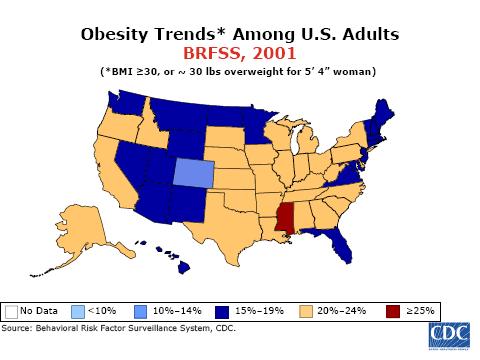 Obesity Trends* Among U.S. Adults
BRFSS, 2001
(*BMI ≥30, or ~ 30 lbs overweight for 5’ 4” woman)
No Data <10% 10%–14% 15%–19% 20%–24% ≥25%
Source: Behavioral Risk Factor Surveillance System, CDC.
CDC